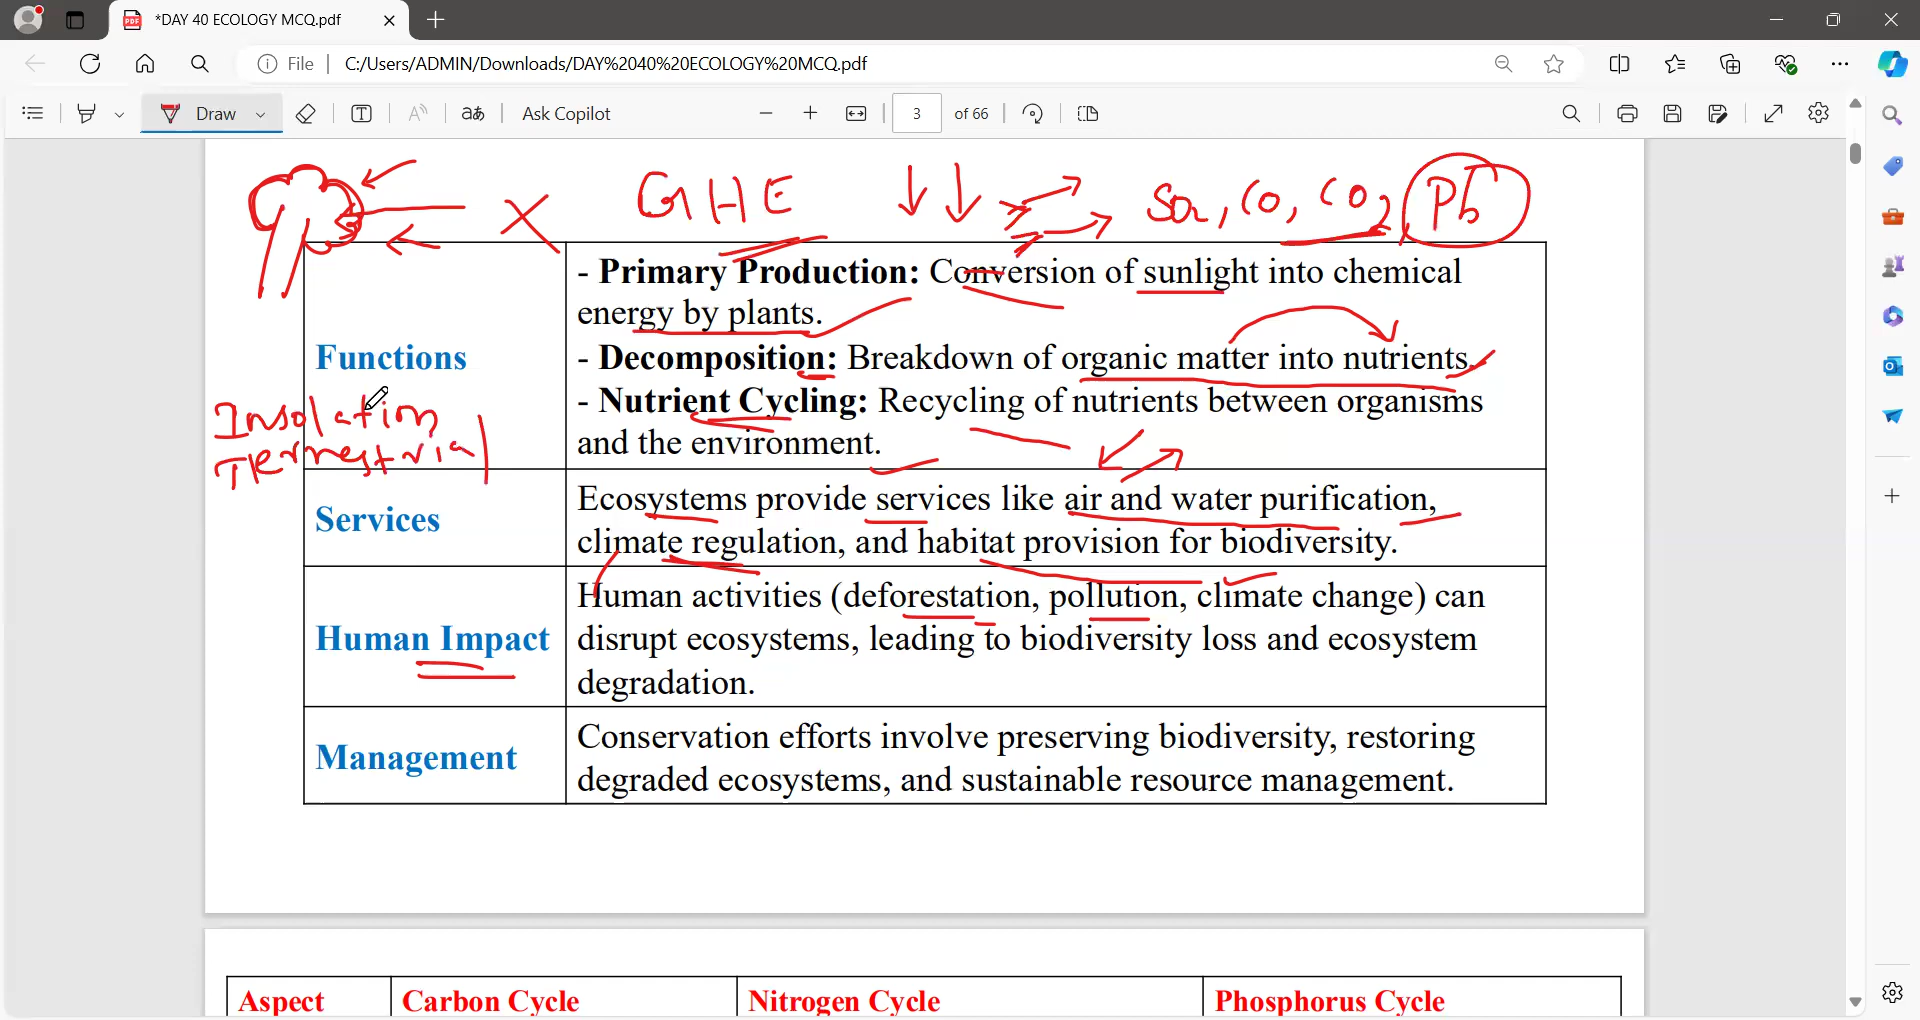 *DAY 40 ECOLOGY MCQ.pdf
File C:/Users/ADMIN/Downloads/DAY%2040%20ECOLOGY%20MCQ.pdf
Draw aあ Ask Copilot 3 of 66
GHE SO2, CO, CO2, Pb
Functions
- Primary Production: Conversion of sunlight into chemical
energy by plants.
- Decomposition: Breakdown of organic matter into nutrients.
- Nutrient Cycling: Recycling of nutrients between organisms
and the environment.
Insolation
Terrestrial
Services
Ecosystems provide services like air and water purification,
climate regulation, and habitat provision for biodiversity.
Human Impact
Human activities (deforestation, pollution, climate change) can
disrupt ecosystems, leading to biodiversity loss and ecosystem
degradation.
Management
Conservation efforts involve preserving biodiversity, restoring
degraded ecosystems, and sustainable resource management.
Aspect Carbon Cycle Nitrogen Cycle Phosphorus Cycle